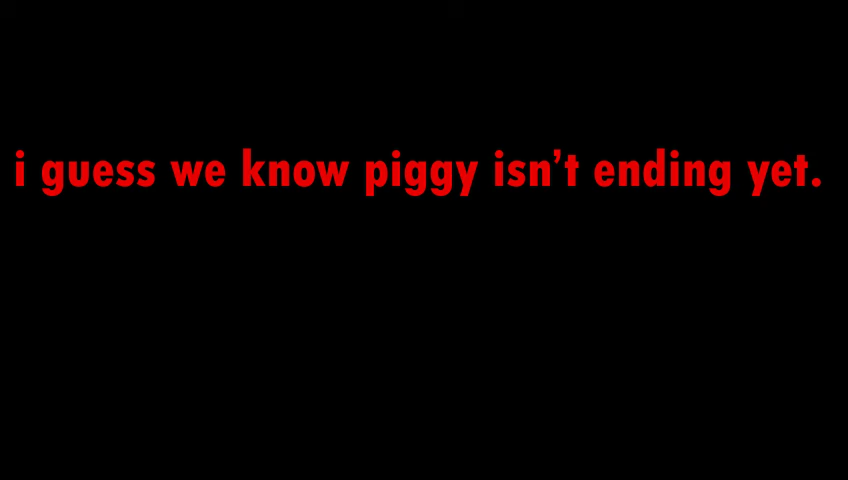 i guess we know piggy isn’t ending yet.